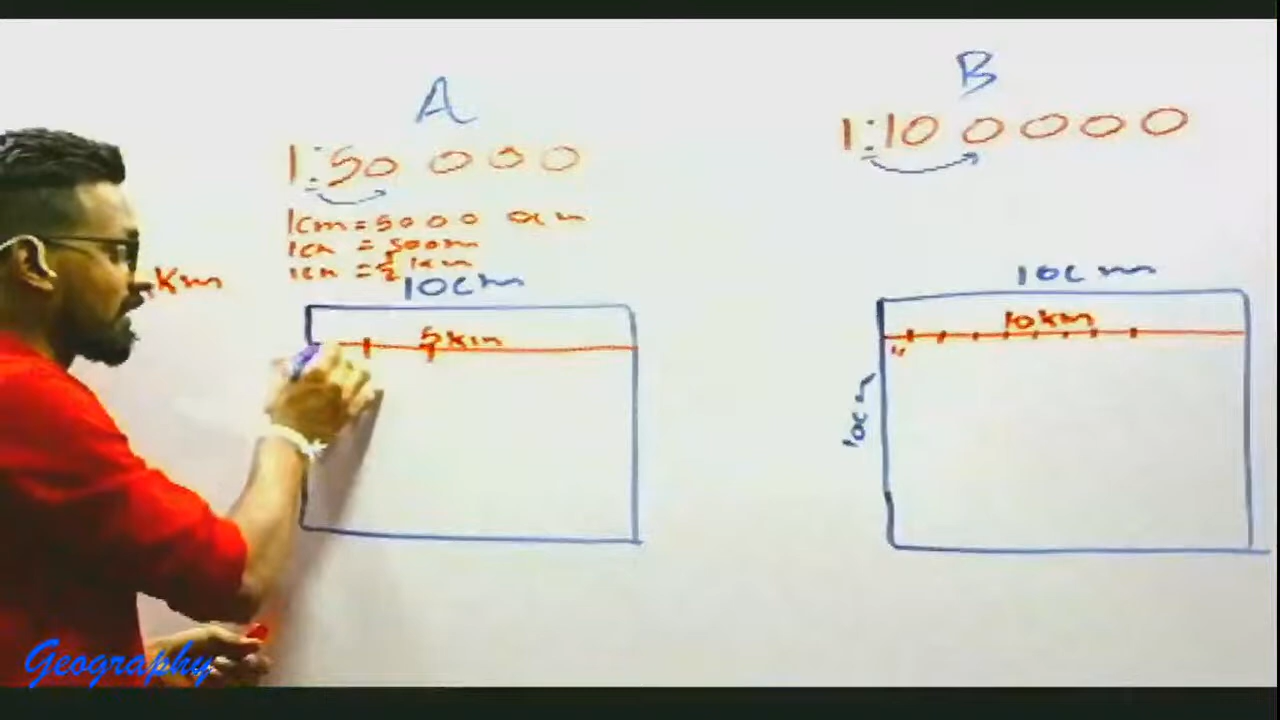 A
1:50 000
1cm=5000 0cm
1cm = 500m
1cm = ½ km
km
10cm
5km
B
1:10 0000
10cm
10km
10cm
Geography